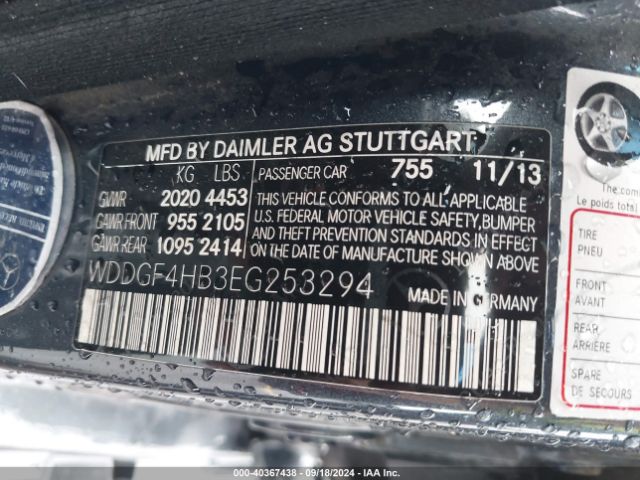 MFD BY DAIMLER AG STUTTGART
KG LBS
PASSENGER CAR 755 11/13
GVWR 2020 4453
GAWR FRONT 955 2105
GAWR REAR 1095 2414
THIS VEHICLE CONFORMS TO ALL APPLICABLE
U.S. FEDERAL MOTOR VEHICLE SAFETY, BUMPER
AND THEFT PREVENTION STANDARDS IN EFFECT
ON THE DATE OF MANUFACTURE SHOWN ABOVE.
WDDGF4HB3EG253294
MADE IN GERMANY
The com
Le poids total
TIRE
PNEU
FRONT
AVANT
REAR
ARRIÈRE
SPARE
DE SECOURS
000-40367438 - 09/18/2024 - IAA Inc.